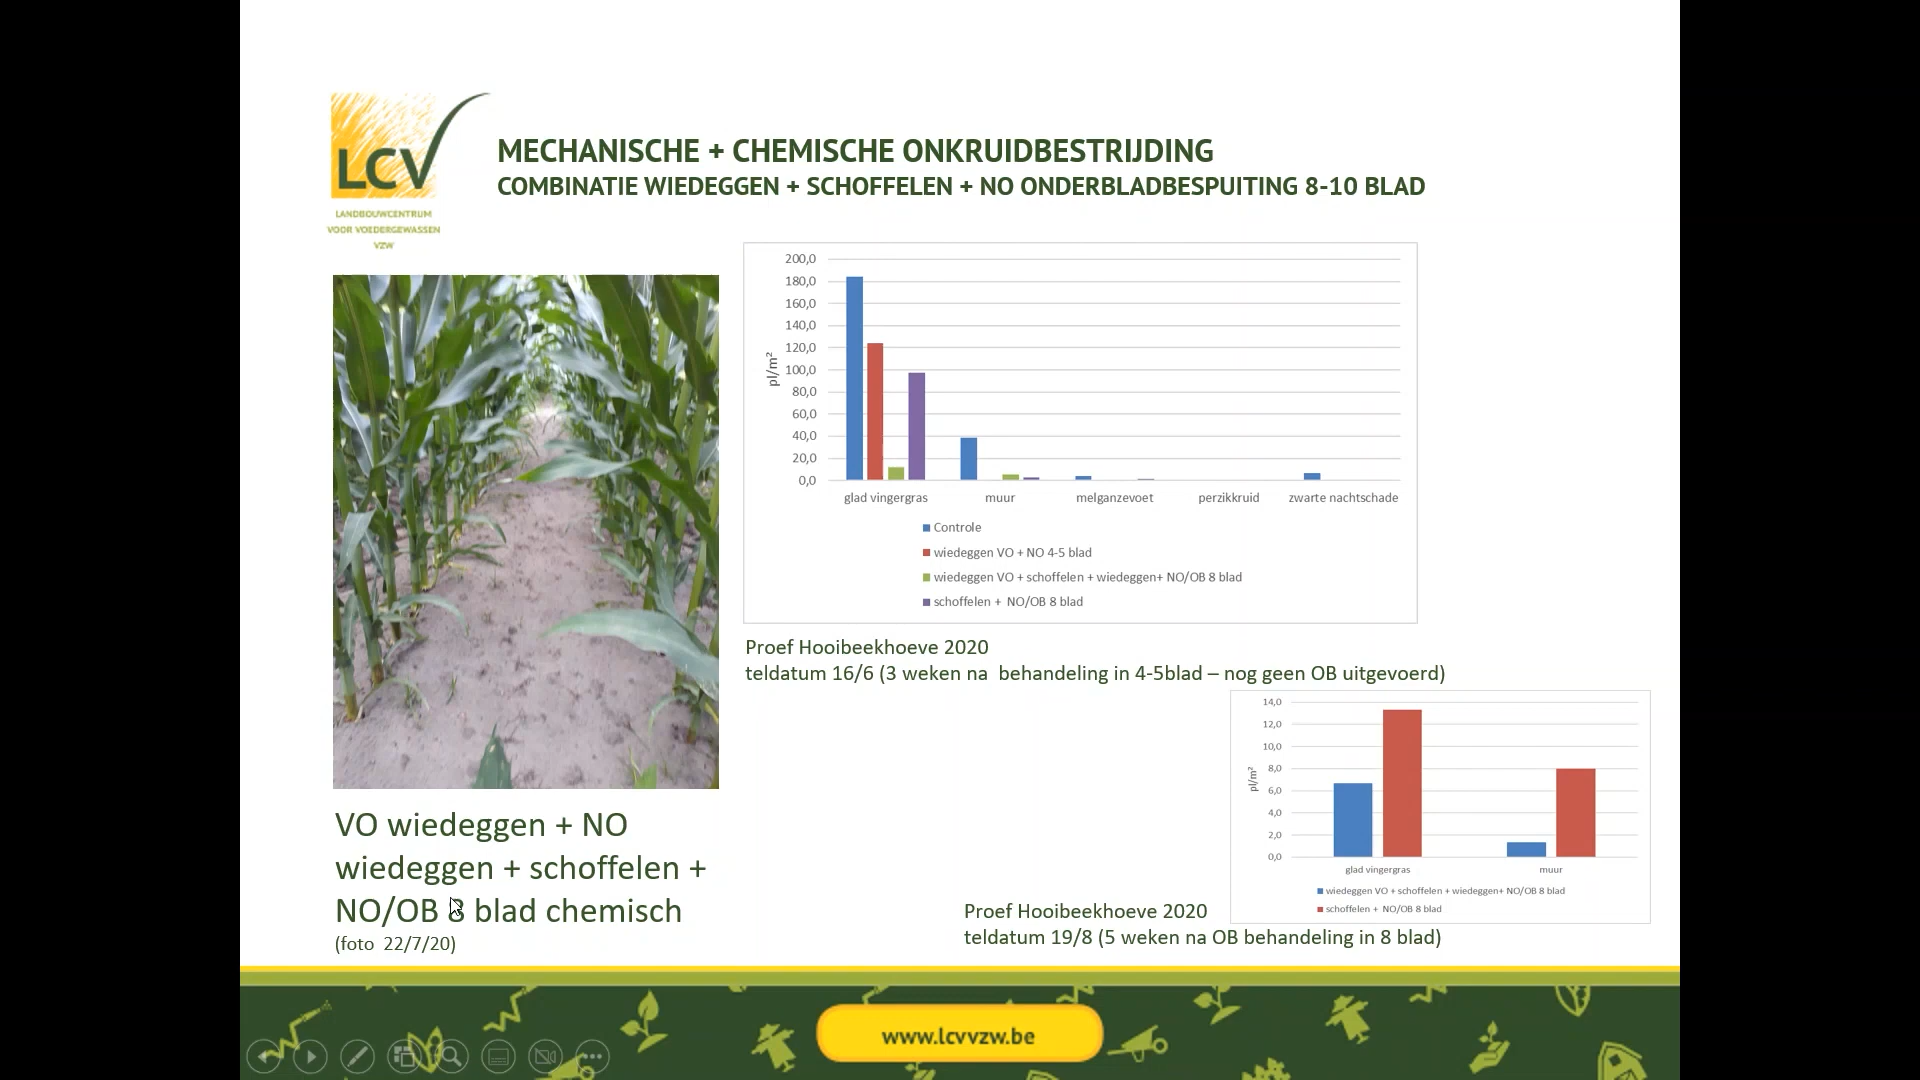 LCV
LANDBOUWCENTRUM
VOOR VOEDERGEWASSEN
VZW
MECHANISCHE + CHEMISCHE ONKRUIDBESTRIJDING
COMBINATIE WIEDEGGEN + SCHOFFELEN + NO ONDERBLADBESPUITING 8-10 BLAD
200,0
180,0
160,0
140,0
120,0
100,0
80,0
60,0
40,0
20,0
0,0
pl/m²
glad vingergras muur melganzevoet perzikkruid zwarte nachtschade
Controle
wiedeggen VO + NO 4-5 blad
wiedeggen VO + schoffelen + wiedeggen+ NO/OB 8 blad
schoffelen + NO/OB 8 blad
Proef Hooibeekhoeve 2020
teldatum 16/6 (3 weken na behandeling in 4-5blad – nog geen OB uitgevoerd)
14,0
12,0
10,0
8,0
6,0
4,0
2,0
0,0
pl/m²
glad vingergras muur
wiedeggen VO + schoffelen + wiedeggen+ NO/OB 8 blad
schoffelen + NO/OB 8 blad
Proef Hooibeekhoeve 2020
teldatum 19/8 (5 weken na OB behandeling in 8 blad)
VO wiedeggen + NO
wiedeggen + schoffelen +
NO/OB 8 blad chemisch
(foto 22/7/20)
www.lcvvzw.be